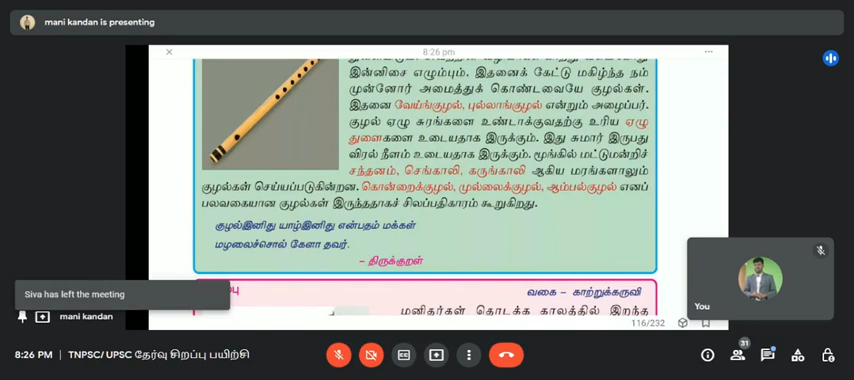 mani kandan is presenting
8:26 pm
இன்னிசை எழும்பும். இதனைக் கேட்டு மகிழ்ந்த நம்
முன்னோர் அமைத்துக் கொண்டவையே குழல்கள்.
இதனை வேய்ங்குழல், புல்லாங்குழல் என்றும் அழைப்பர்.
குழல் ஏழு சுரங்களை உண்டாக்குவதற்கு உரிய ஏழு
துளைகளை உடையதாக இருக்கும். இது சுமார் இருபது
விரல் நீளம் உடையதாக இருக்கும். மூங்கில் மட்டுமன்றிச்
சந்தனம், செங்காலி, கருங்காலி ஆகிய மரங்களாலும்
குழல்கள் செய்யப்படுகின்றன. கொன்றைக்குழல், முல்லைக்குழல், ஆம்பல்குழல் எனப்
பலவகையான குழல்கள் இருந்ததாகச் சிலப்பதிகாரம் கூறுகிறது.
குழல்இனிது யாழ்இனிது என்பதம் மக்கள்
மழலைச்சொல் கேளா தவர்.
– திருக்குறள்
Siva has left the meeting
வகை – காற்றுக்கருவி
You
mani kandan
மனிதர்கள் தொடக்க காலத்தில் இறந்த
116/232
8:26 PM | TNPSC/ UPSC தேர்வு சிறப்பு பயிற்சி
31